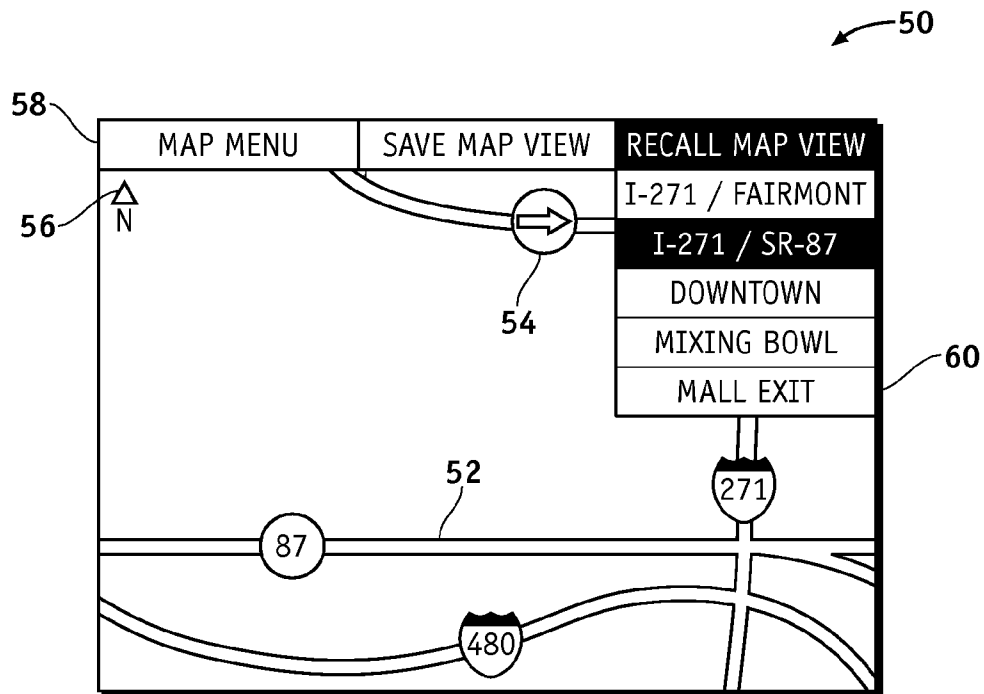 50
58
MAP MENU SAVE MAP VIEW RECALL MAP VIEW
I-271 / FAIRMONT
56 N
I-271 / SR-87
54
DOWNTOWN
MIXING BOWL
60
MALL EXIT
52
271
87
480